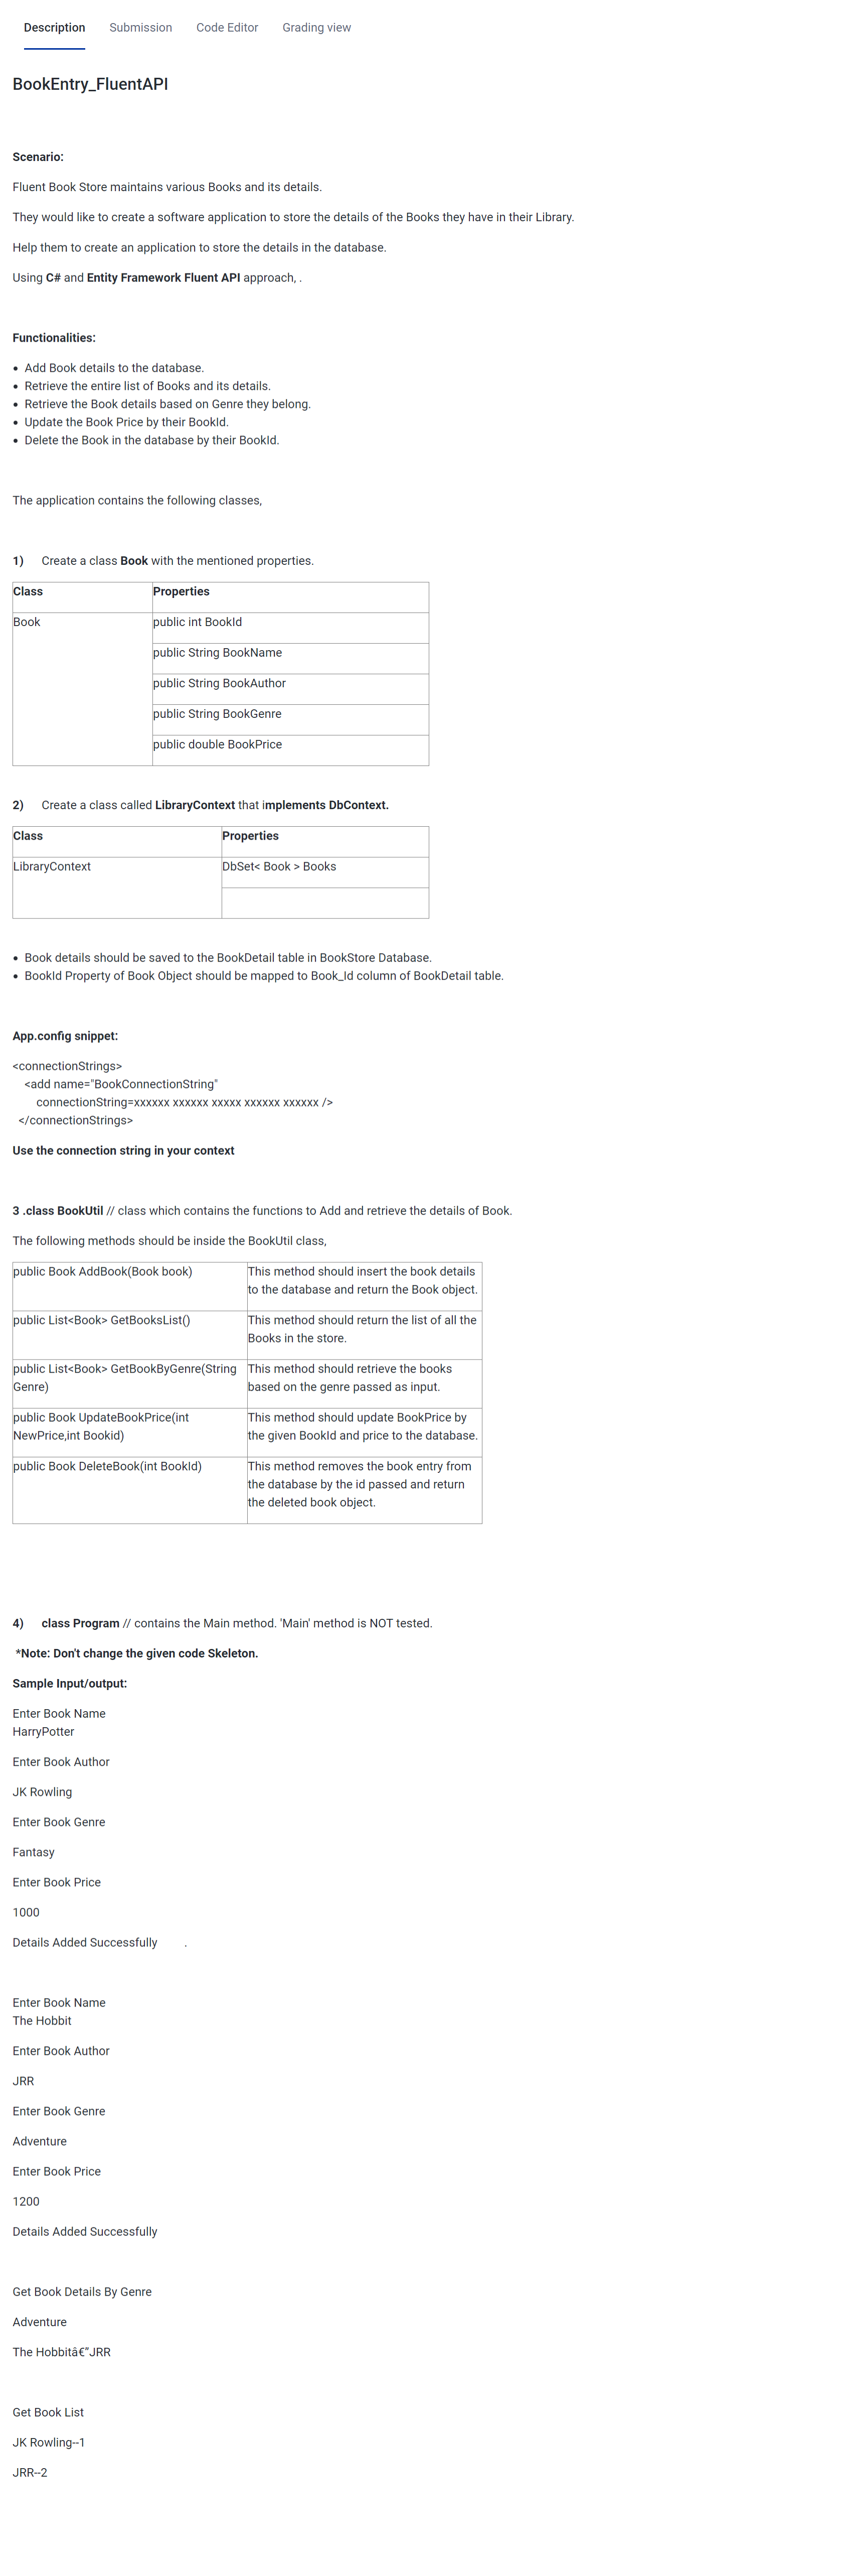 Description Submission Code Editor Grading view
BookEntry_FluentAPI
Scenario:
Fluent Book Store maintains various Books and its details.
They would like to create a software application to store the details of the Books they have in their Library.
Help them to create an application to store the details in the database.
Using C# and Entity Framework Fluent API approach, .
Functionalities:
• Add Book details to the database.
• Retrieve the entire list of Books and its details.
• Retrieve the Book details based on Genre they belong.
• Update the Book Price by their BookId.
• Delete the Book in the database by their BookId.
The application contains the following classes,
1) Create a class Book with the mentioned properties.
Class Properties
Book public int BookId
public String BookName
public String BookAuthor
public String BookGenre
public double BookPrice
2) Create a class called LibraryContext that implements DbContext.
Class Properties
LibraryContext DbSet< Book > Books
• Book details should be saved to the BookDetail table in BookStore Database.
• BookId Property of Book Object should be mapped to Book_Id column of BookDetail table.
App.config snippet:
<connectionStrings>
<add name="BookConnectionString"
connectionString=xxxxxx xxxxxx xxxxx xxxxxx xxxxxx />
</connectionStrings>
Use the connection string in your context
3 .class BookUtil // class which contains the functions to Add and retrieve the details of Book.
The following methods should be inside the BookUtil class,
public Book AddBook(Book book) This method should insert the book details
to the database and return the Book object.
public List<Book> GetBooksList() This method should return the list of all the
Books in the store.
public List<Book> GetBookByGenre(String This method should retrieve the books
Genre) based on the genre passed as input.
public Book UpdateBookPrice(int This method should update BookPrice by
NewPrice,int Bookid) the given BookId and price to the database.
public Book DeleteBook(int BookId) This method removes the book entry from
the database by the id passed and return
the deleted book object.
4) class Program // contains the Main method. 'Main' method is NOT tested.
*Note: Don't change the given code Skeleton.
Sample Input/output:
Enter Book Name
HarryPotter
Enter Book Author
JK Rowling
Enter Book Genre
Fantasy
Enter Book Price
1000
Details Added Successfully .
Enter Book Name
The Hobbit
Enter Book Author
JRR
Enter Book Genre
Adventure
Enter Book Price
1200
Details Added Successfully
Get Book Details By Genre
Adventure
The Hobbitâ€“JRR
Get Book List
JK Rowling--1
JRR--2